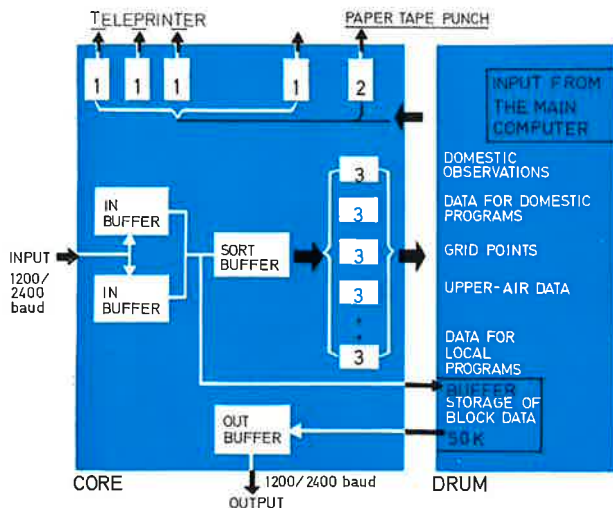 TELEPRINTER
PAPER TAPE PUNCH
1 1 1 1 2
INPUT FROM
THE MAIN
COMPUTER
3
DOMESTIC
OBSERVATIONS
3
DATA FOR DOMESTIC
PROGRAMS
3
GRID POINTS
3
UPPER-AIR DATA
3
DATA FOR
LOCAL
PROGRAMS
IN
BUFFER
SORT
BUFFER
INPUT
1200/
2400
baud
IN
BUFFER
BUFFER
STORAGE OF
BLOCK DATA
50K
OUT
BUFFER
CORE
1200/2400 baud
OUTPUT
DRUM